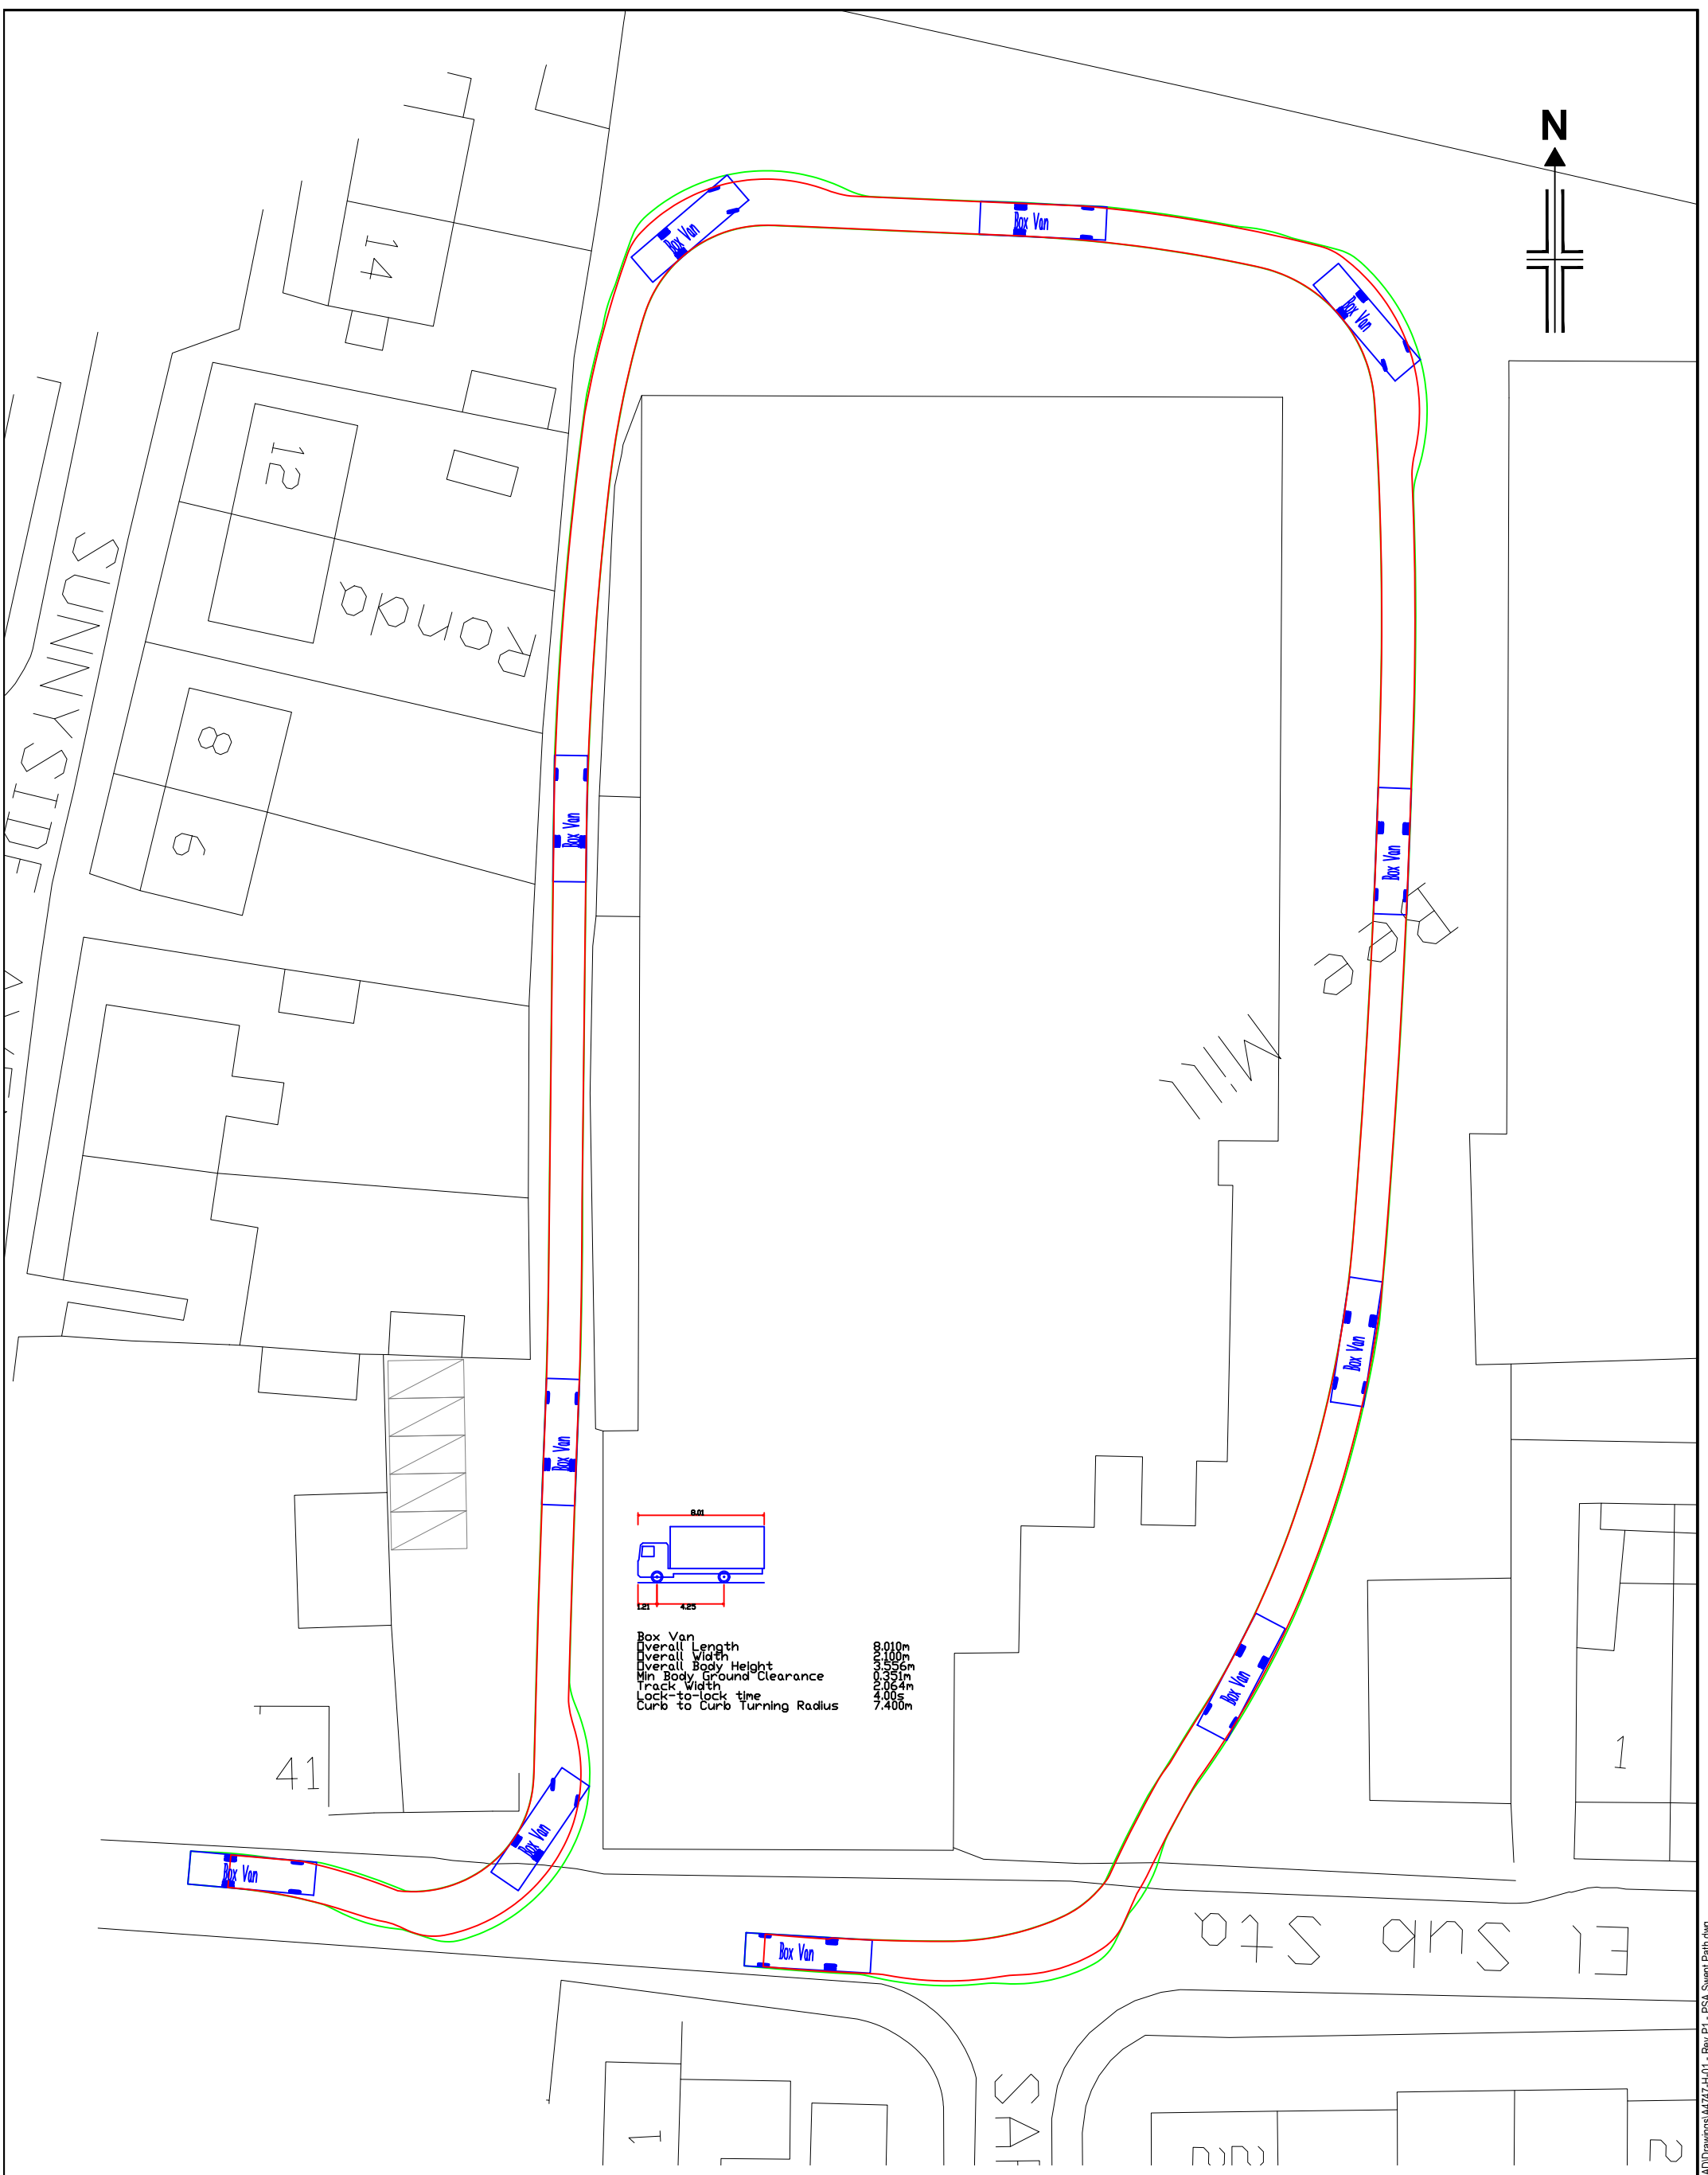 N
14
12
Ronda
8
6
SUNNYSIDE
Box Van
Box Van
Box Van
Box Van
Box Van
Box Van
Box Van
Box Van
Box Van
Box Van
Box Van
Pee
Mill
8.01
1.21
4.25
Box Van
Overall Length 8.010m
Overall Width 2.100m
Overall Body Height 3.556m
Min Body Ground Clearance 0.351m
Track Width 2.064m
Lock-to-lock time 4.00s
Curb to Curb Turning Radius 7.400m
41
1
El Sub Sta
1
2